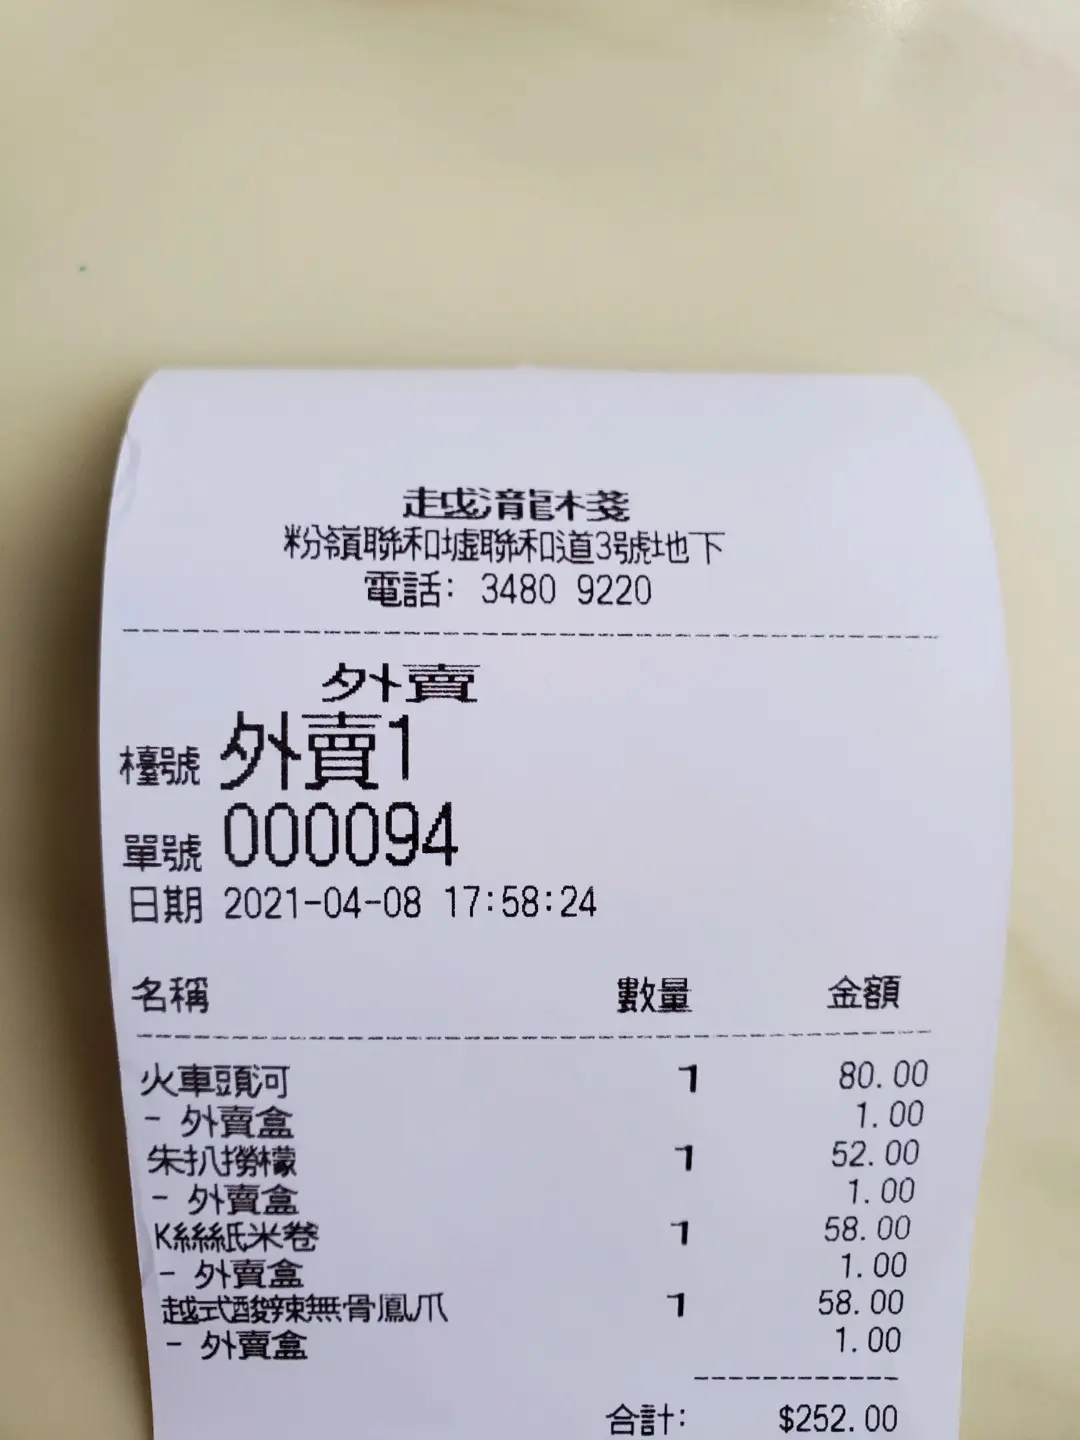 越瀧棧
粉嶺聯和墟聯和道3號地下
電話: 3480 9220
外賣
檯號 外賣1
單號 000094
日期 2021-04-08 17:58:24
名稱 數量 金額
火車頭河 1 80.00
- 外賣盒 1.00
朱扒撈檬 1 52.00
- 外賣盒 1.00
K絲絲紙米卷 1 58.00
- 外賣盒 1.00
越式酸辣無骨鳳爪 1 58.00
- 外賣盒 1.00
合計: $252.00